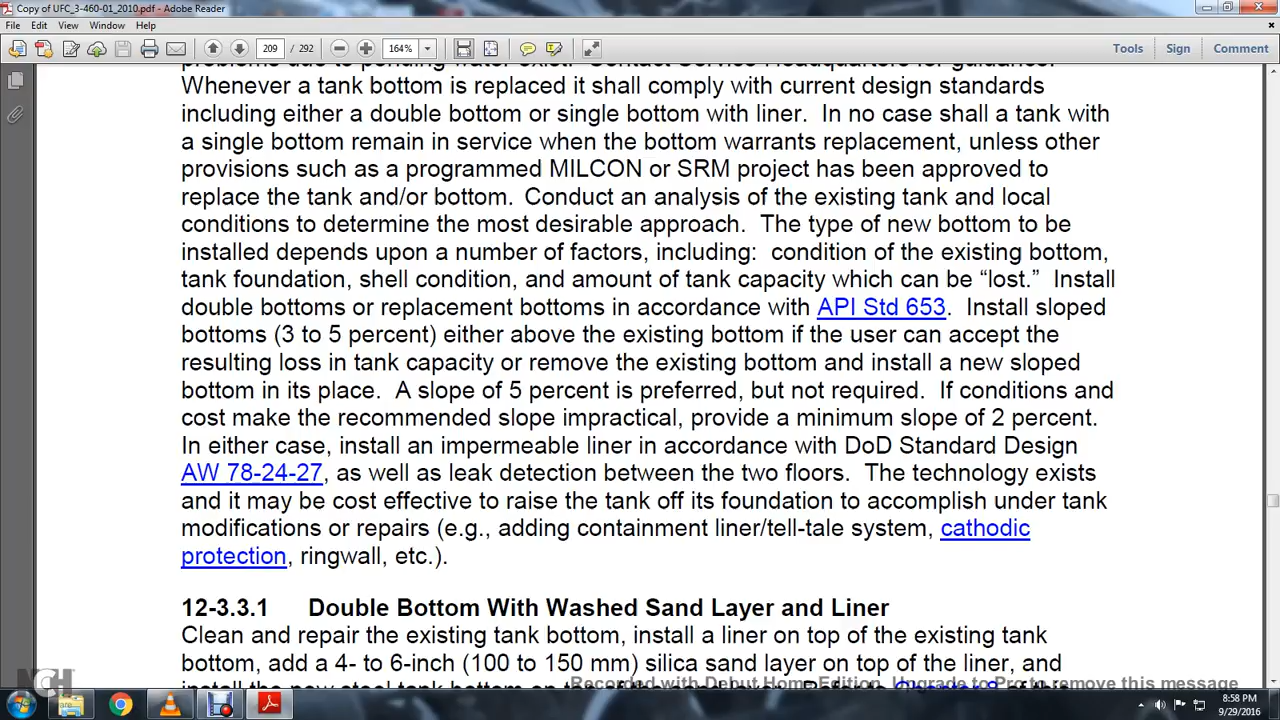 Copy of UFC_3-460-01_2010.pdf - Adobe Reader
File Edit View Window Help
209 / 292 164% Tools Sign Comment
Whenever a tank bottom is replaced it shall comply with current design standards
including either a double bottom or single bottom with liner. In no case shall a tank with
a single bottom remain in service when the bottom warrants replacement, unless other
provisions such as a programmed MILCON or SRM project has been approved to
replace the tank and/or bottom. Conduct an analysis of the existing tank and local
conditions to determine the most desirable approach. The type of new bottom to be
installed depends upon a number of factors, including: condition of the existing bottom,
tank foundation, shell condition, and amount of tank capacity which can be “lost.” Install
double bottoms or replacement bottoms in accordance with API Std 653. Install sloped
bottoms (3 to 5 percent) either above the existing bottom if the user can accept the
resulting loss in tank capacity or remove the existing bottom and install a new sloped
bottom in its place. A slope of 5 percent is preferred, but not required. If conditions and
cost make the recommended slope impractical, provide a minimum slope of 2 percent.
In either case, install an impermeable liner in accordance with DoD Standard Design
AW 78-24-27, as well as leak detection between the two floors. The technology exists
and it may be cost effective to raise the tank off its foundation to accomplish under tank
modifications or repairs (e.g., adding containment liner/tell-tale system, cathodic
protection, ringwall, etc.).
12-3.3.1 Double Bottom With Washed Sand Layer and Liner
Clean and repair the existing tank bottom, install a liner on top of the existing tank
bottom, add a 4- to 6-inch (100 to 150 mm) silica sand layer on top of the liner, and
Recorded with Debut Home Edition. Upgrade to Pro to remove this message
NCH
8:58 PM
9/29/2016